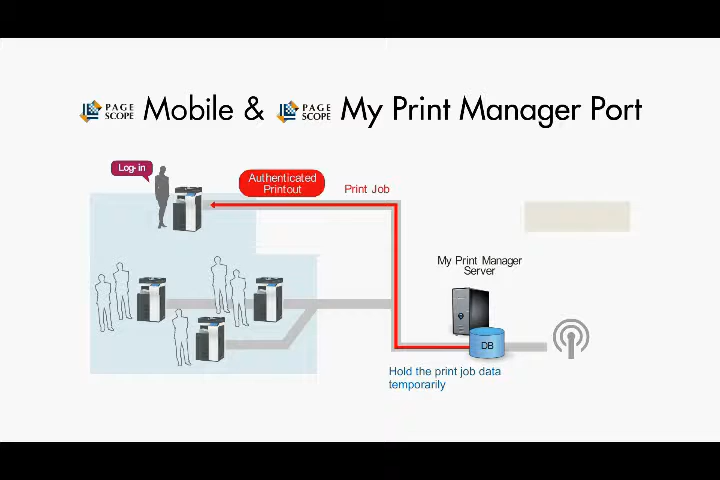 PAGE SCOPE Mobile & PAGE SCOPE My Print Manager Port
Log-in
Authenticated
Printout
Print Job
My Print Manager
Server
DB
Hold the print job data
temporarily